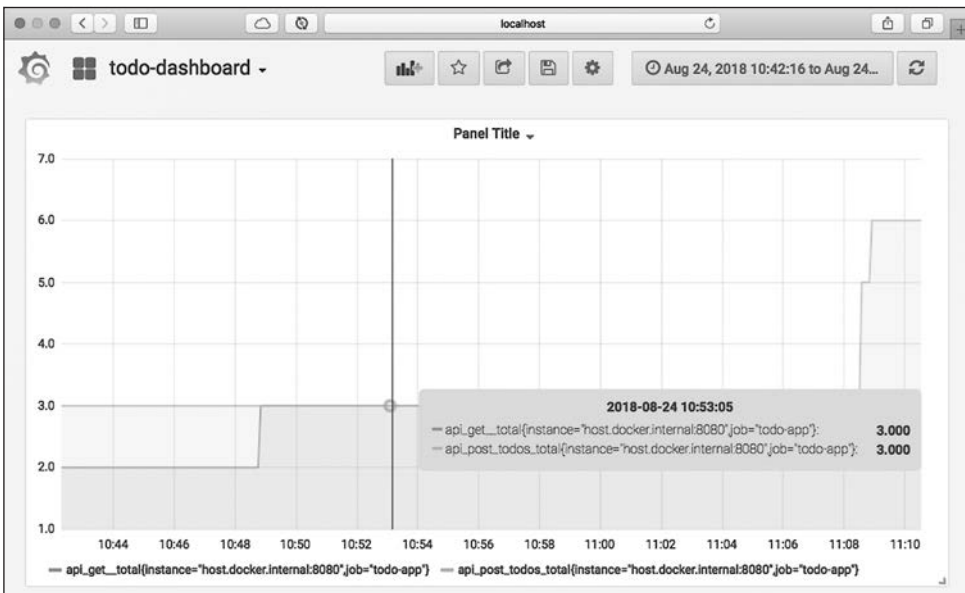 localhost
todo-dashboard
Aug 24, 2018 10:42:16 to Aug 24...
Panel Title
7.0
6.0
5.0
4.0
3.0
2.0
1.0
2018-08-24 10:53:05
api_get__total{instance="host.docker.internal:8080",job="todo-app"}: 3.000
api_post_todos_total{instance="host.docker.internal:8080",job="todo-app"}: 3.000
10:44 10:46 10:48 10:50 10:52 10:54 10:56 10:58 11:00 11:02 11:04 11:06 11:08 11:10
api_get__total{instance="host.docker.internal:8080",job="todo-app"} api_post_todos_total{instance="host.docker.internal:8080",job="todo-app"}